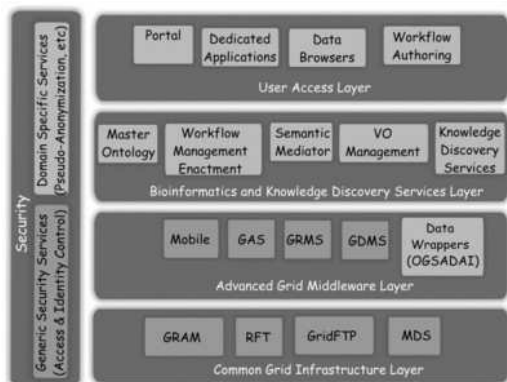 Security
Domain Specific Services
(Pseudo-Anonymization, etc)
Generic Security Services
(Access & Identity Control)
Portal
Dedicated
Applications
Data
Browsers
Workflow
Authoring
User Access Layer
Master
Ontology
Workflow
Management
Enactment
Semantic
Mediator
VO
Management
Knowledge
Discovery
Services
Bioinformatics and Knowledge Discovery Services Layer
Mobile
GAS
GRMS
GDMS
Data
Wrappers
(OGSADAI)
Advanced Grid Middleware Layer
GRAM
RFT
GridFTP
MDS
Common Grid Infrastructure Layer